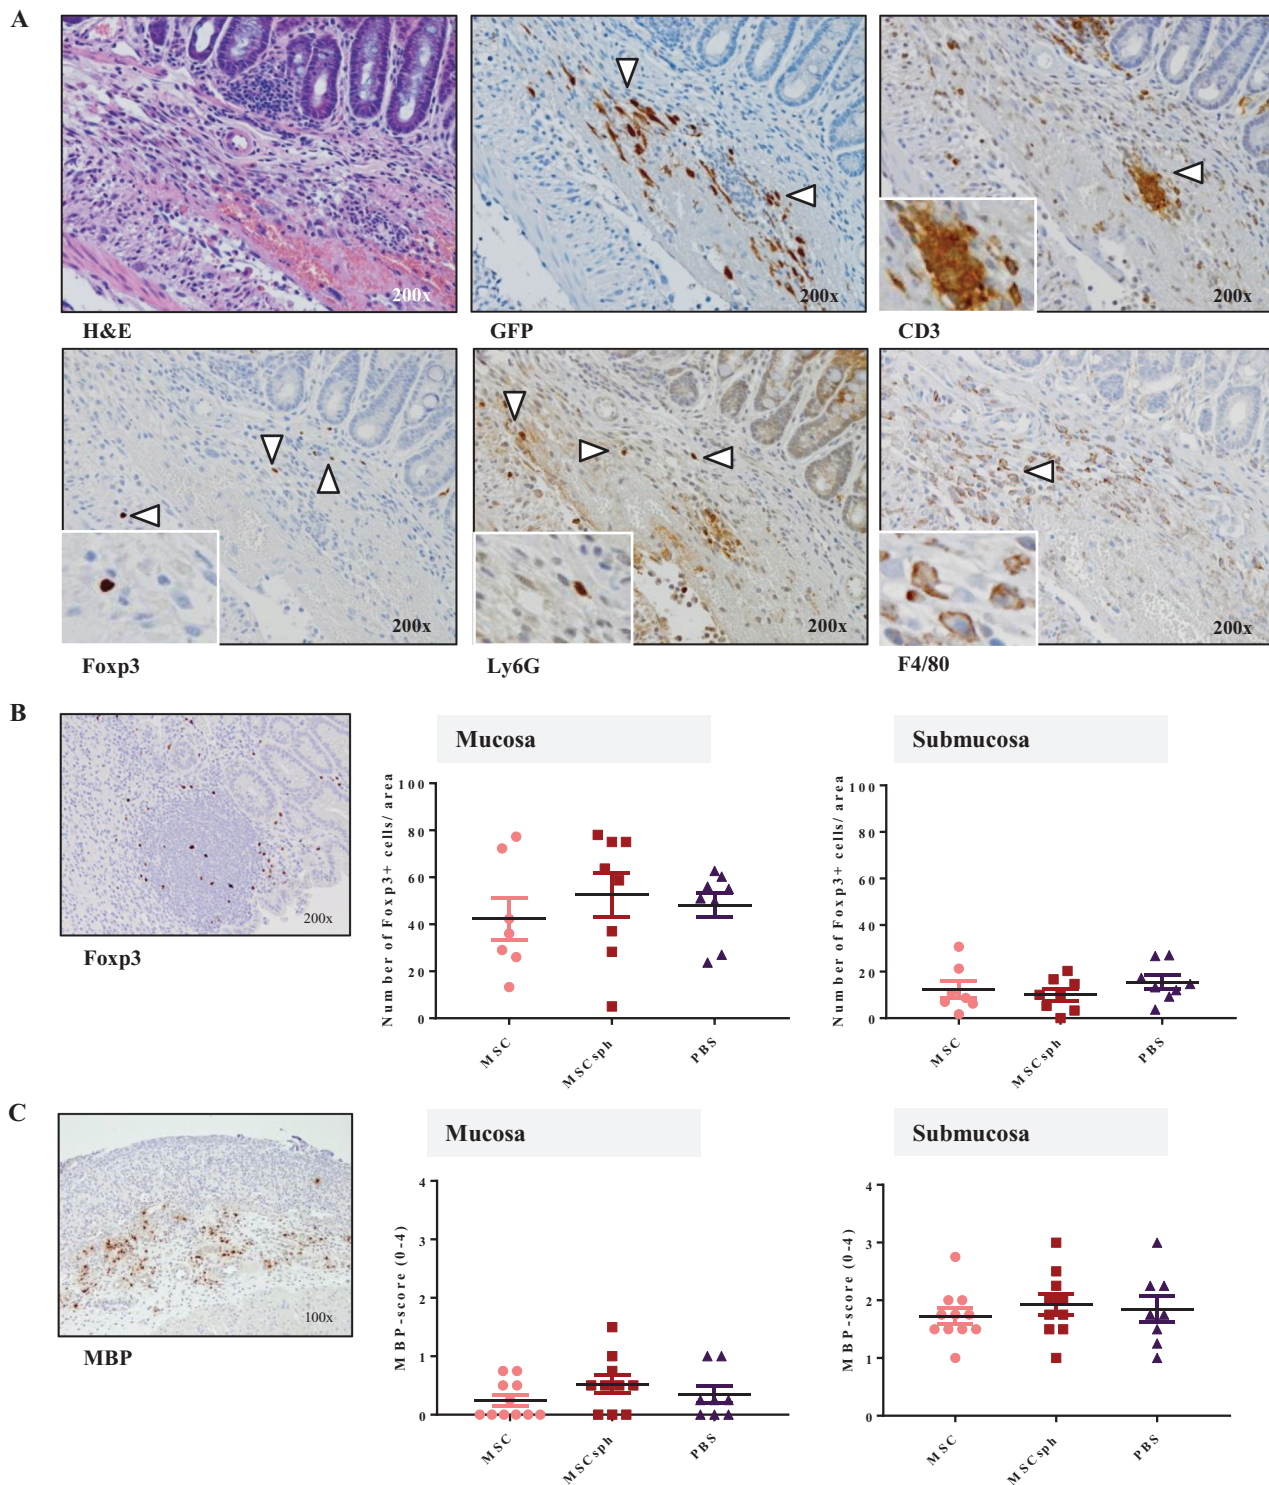 A
200x
200x
200x
H&E
GFP
CD3
200x
200x
200x
Foxp3
Ly6G
F4/80
B
200x
Foxp3
Mucosa
Number of Foxp3+ cells/ area
100
80
60
40
20
0
MSC
MSCsph
PBS
Submucosa
Number of Foxp3+ cells/ area
100
80
60
40
20
0
MSC
MSCsph
PBS
C
100x
MBP
Mucosa
MBP-score (0-4)
4
3
2
1
0
MSC
MSCsph
PBS
Submucosa
MBP-score (0-4)
4
3
2
1
0
MSC
MSCsph
PBS